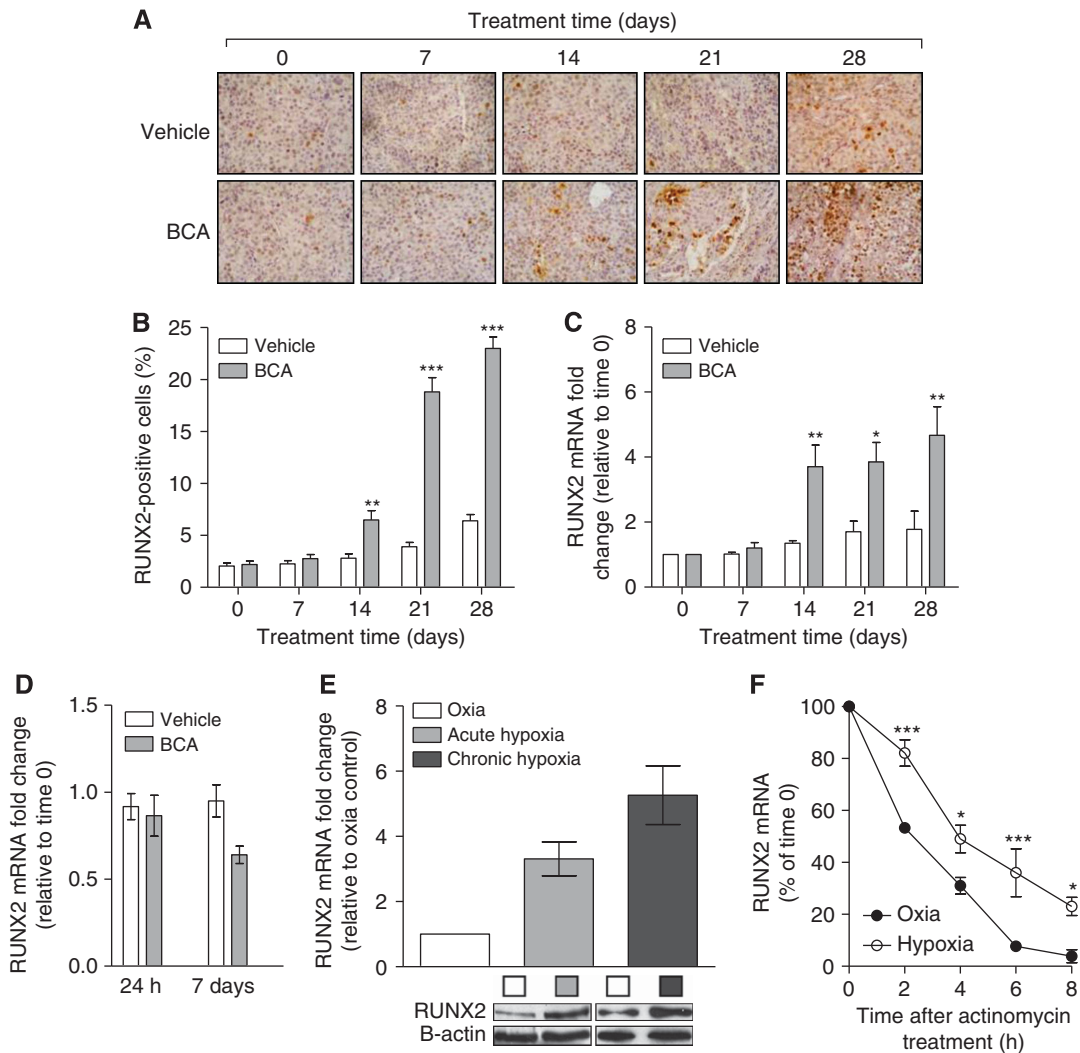 A
Treatment time (days)
0 7 14 21 28
Vehicle
BCA
B
RUNX2-positive cells (%)
25
20
15
10
5
0
Vehicle
BCA
**
***
***
0 7 14 21 28
Treatment time (days)
C
RUNX2 mRNA fold
change (relative to time 0)
8
6
4
2
0
Vehicle
BCA
**
*
**
0 7 14 21 28
Treatment time (days)
D
RUNX2 mRNA fold change
(relative to time 0)
1.5
1.0
0.5
0.0
Vehicle
BCA
24 h 7 days
E
RUNX2 mRNA fold change
(relative to oxia control)
8
6
4
2
0
Oxia
Acute hypoxia
Chronic hypoxia
RUNX2
B-actin
F
RUNX2 mRNA
(% of time 0)
100
80
60
40
20
0
***
*
***
*
Oxia
Hypoxia
0 2 4 6 8
Time after actinomycin
treatment (h)